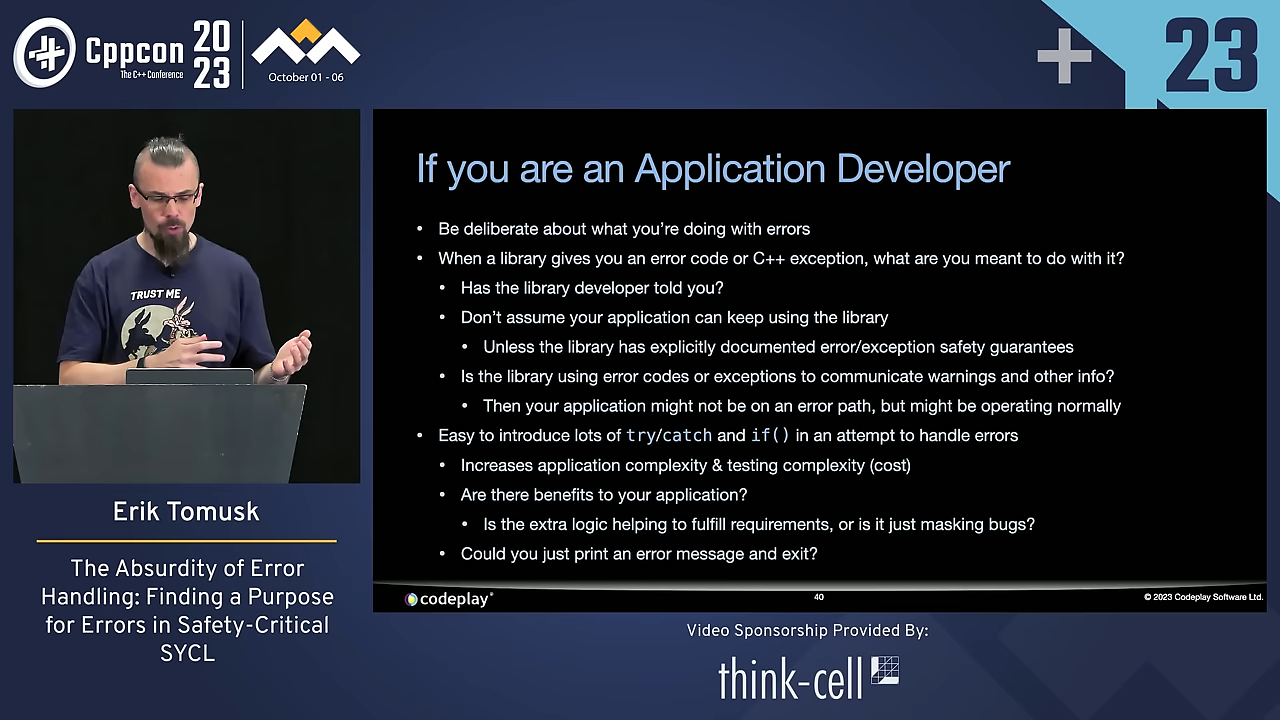 Cppcon
The C++ Conference
20
23
October 01 - 06
23
TRUST ME
If you are an Application Developer
• Be deliberate about what you're doing with errors
• When a library gives you an error code or C++ exception, what are you meant to do with it?
• Has the library developer told you?
• Don't assume your application can keep using the library
• Unless the library has explicitly documented error/exception safety guarantees
• Is the library using error codes or exceptions to communicate warnings and other info?
• Then your application might not be on an error path, but might be operating normally
• Easy to introduce lots of try/catch and if() in an attempt to handle errors
• Increases application complexity & testing complexity (cost)
• Are there benefits to your application?
• Is the extra logic helping to fulfill requirements, or is it just masking bugs?
• Could you just print an error message and exit?
codeplay®
40
© 2023 Codeplay Software Ltd.
Erik Tomusk
The Absurdity of Error
Handling: Finding a Purpose
for Errors in Safety-Critical
SYCL
Video Sponsorship Provided By:
think-cell